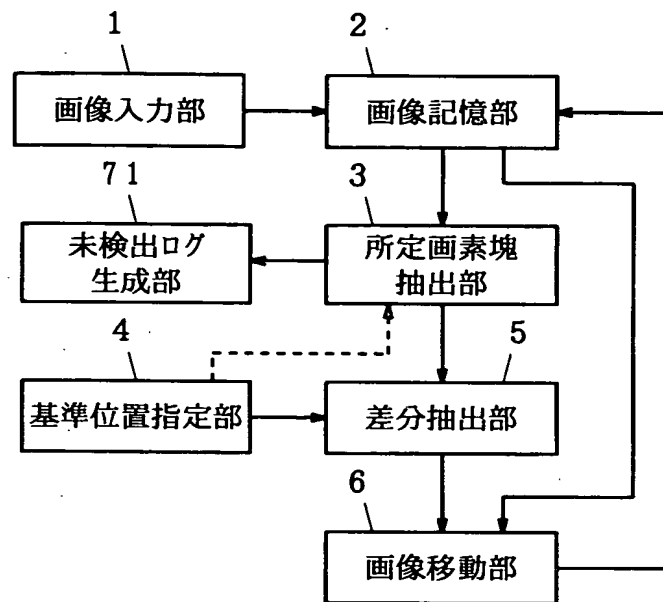 1
画像入力部
2
画像記憶部
71
未検出ログ
生成部
3
所定画素塊
抽出部
4
基準位置指定部
5
差分抽出部
6
画像移動部